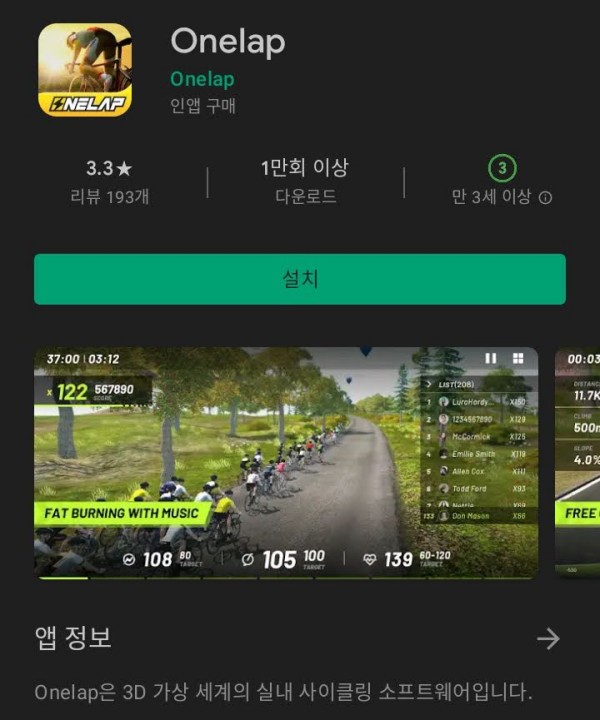 Onelap
Onelap
인앱 구매
ONELAP
3.3★
리뷰 193개
1만회 이상
다운로드
3
만 3세 이상
설치
37:00 | 03:12
x 122 567890
SCORE
LIST(208)
1 LuroHordy X150
2 1234567890 X129
3 McCormick X125
4 Emilie Smith X119
5 Allen Cox X111
6 Todd Ford X93
7 Nettie X69
133 Don Mason X66
FAT BURNING WITH MUSIC
108 80 TARGET
105 100 TARGET
139 60-120 TARGET
00:03
DISTANC
11.7K
CLIMB
500m
SLOPE
4.0%
FREE
앱 정보
Onelap은 3D 가상 세계의 실내 사이클링 소프트웨어입니다.